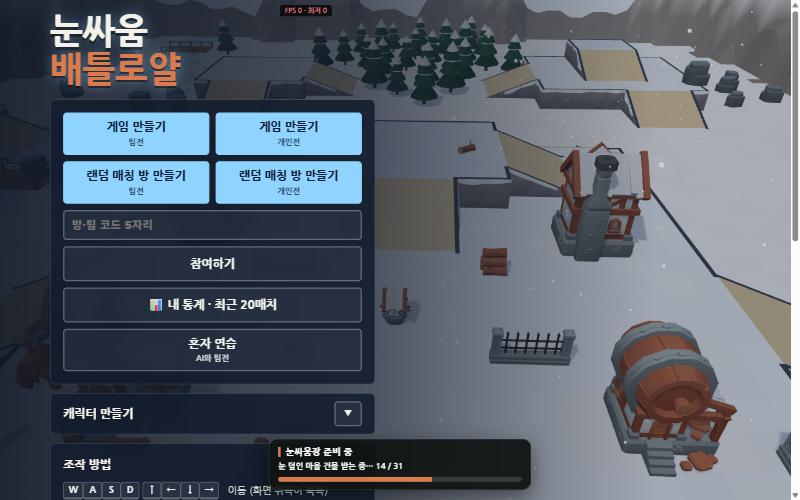 FPS 0 · 최저 0
눈싸움
배틀로얄
게임 만들기
팀전
게임 만들기
개인전
랜덤 매칭 방 만들기
팀전
랜덤 매칭 방 만들기
개인전
방·팀 코드 5자리
참여하기
📊 내 통계 · 최근 20매치
혼자 연습
AI와 팀전
캐릭터 만들기 ▼
조작 방법
W A S D ↑ ← ↓ → 이동 (화면
눈싸움장 준비 중
눈 덮인 마을 건물 받는 중… 14 / 31